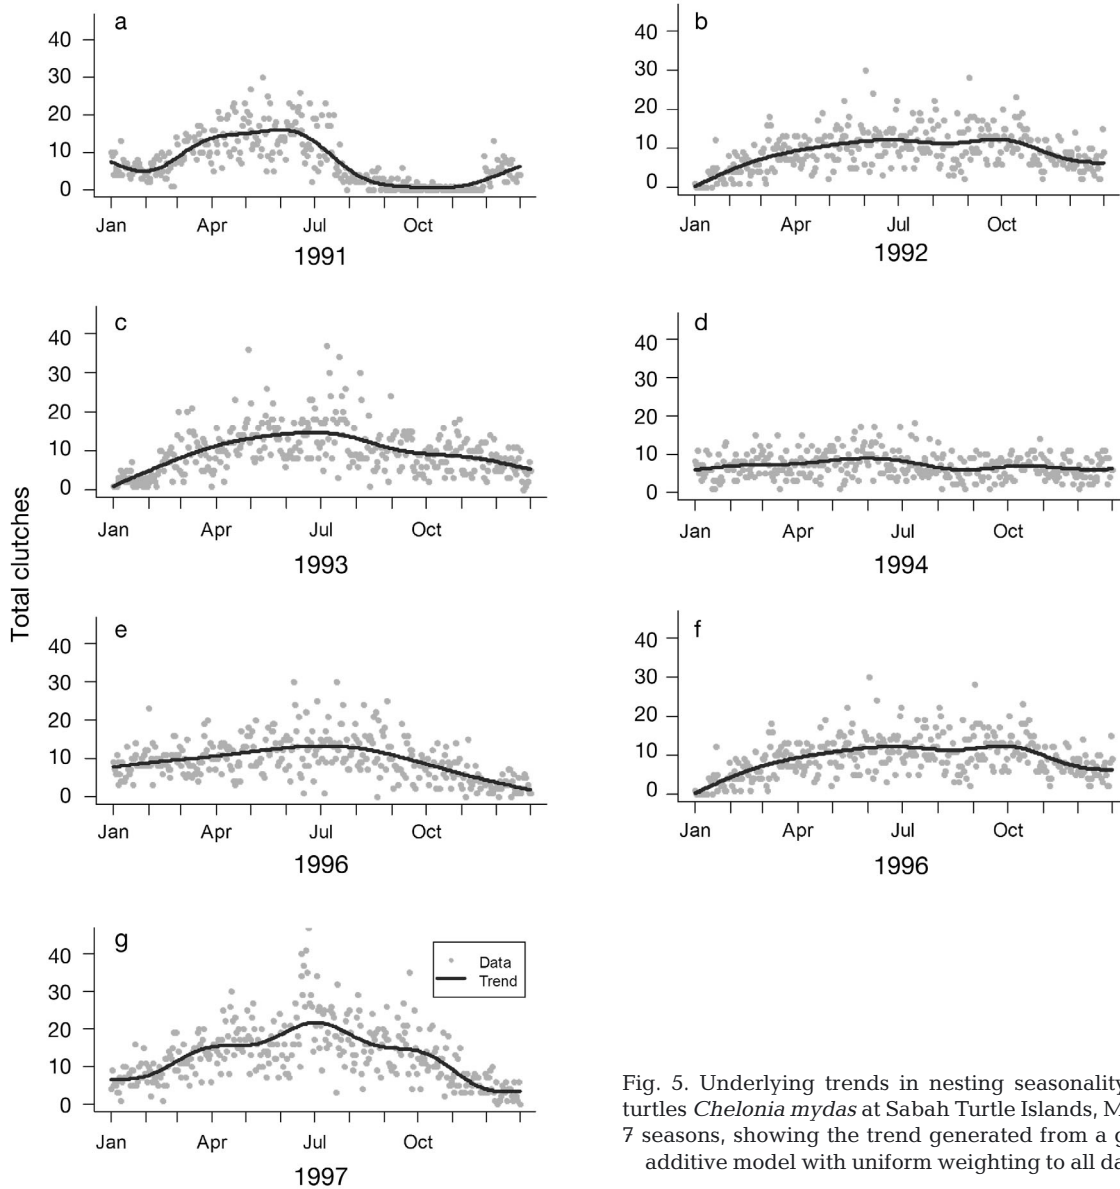 a
40
30
20
10
0
Jan Apr Jul Oct
1991
b
40
30
20
10
0
Jan Apr Jul Oct
1992
c
40
30
20
10
0
Jan Apr Jul Oct
1993
d
40
30
20
10
0
Jan Apr Jul Oct
1994
Total clutches
e
40
30
20
10
0
Jan Apr Jul Oct
1996
f
40
30
20
10
0
Jan Apr Jul Oct
1996
g
40
30
20
10
0
Data
Trend
Jan Apr Jul Oct
1997
Fig. 5. Underlying trends in nesting seasonality
turtles Chelonia mydas at Sabah Turtle Islands, M
7 seasons, showing the trend generated from a g
additive model with uniform weighting to all da